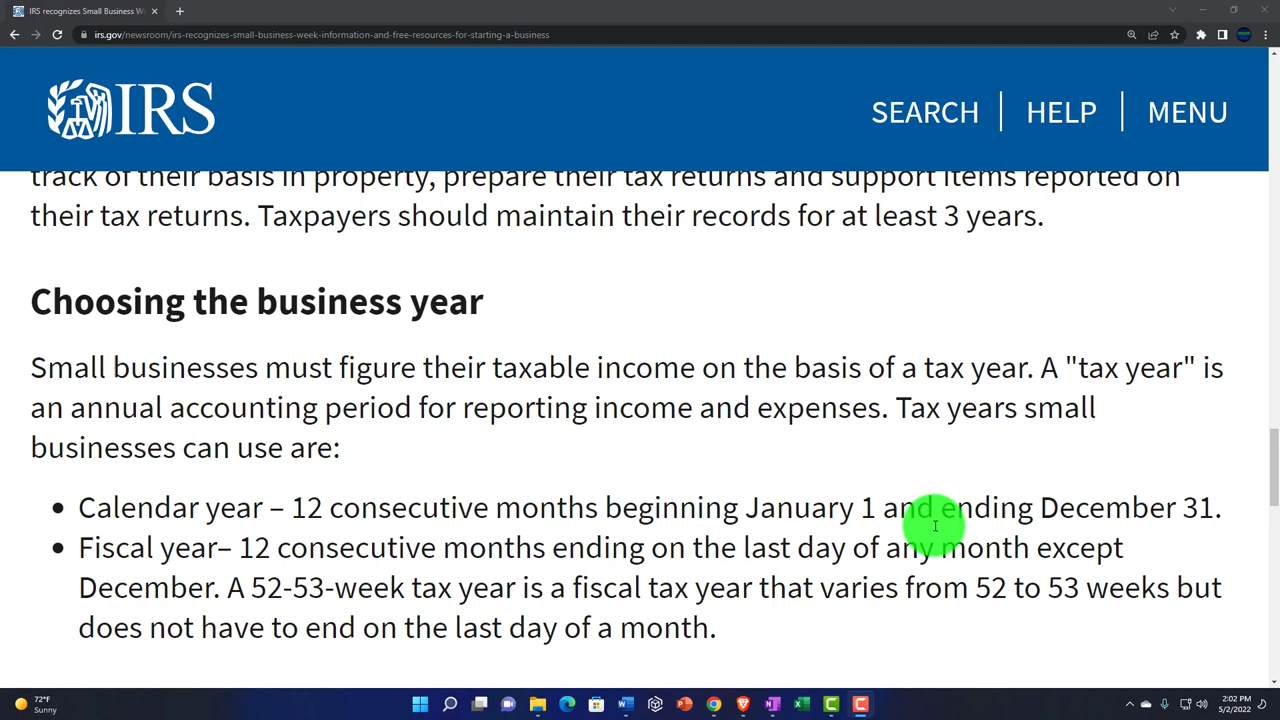 IRS recognizes Small Business We
irs.gov/newsroom/irs-recognizes-small-business-week-information-and-free-resources-for-starting-a-business
IRS
SEARCH
HELP
MENU
track of their basis in property, prepare their tax returns and support items reported on
their tax returns. Taxpayers should maintain their records for at least 3 years.
Choosing the business year
Small businesses must figure their taxable income on the basis of a tax year. A "tax year" is
an annual accounting period for reporting income and expenses. Tax years small
businesses can use are:
• Calendar year – 12 consecutive months beginning January 1 and ending December 31.
• Fiscal year– 12 consecutive months ending on the last day of any month except
December. A 52-53-week tax year is a fiscal tax year that varies from 52 to 53 weeks but
does not have to end on the last day of a month.
72°F
Sunny
2:02 PM
5/2/2022